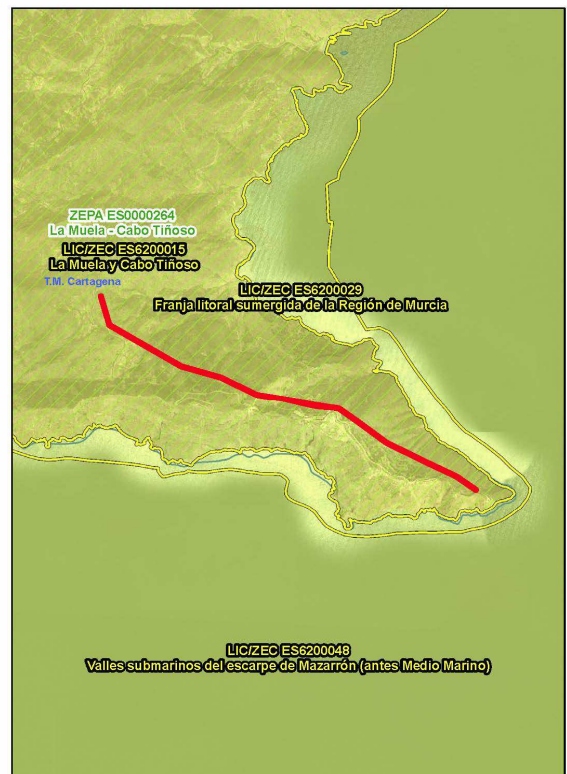 ZEPA ES0000264
La Muela - Cabo Tiñoso
LIC/ZEC ES6200015
La Muela y Cabo Tiñoso
T.M. Cartagena
LIC/ZEC ES6200029
Franja litoral sumergida de la Región de Murcia
LIC/ZEC ES6200048
Valles submarinos del escarpe de Mazarrón (antes Medio Marino)